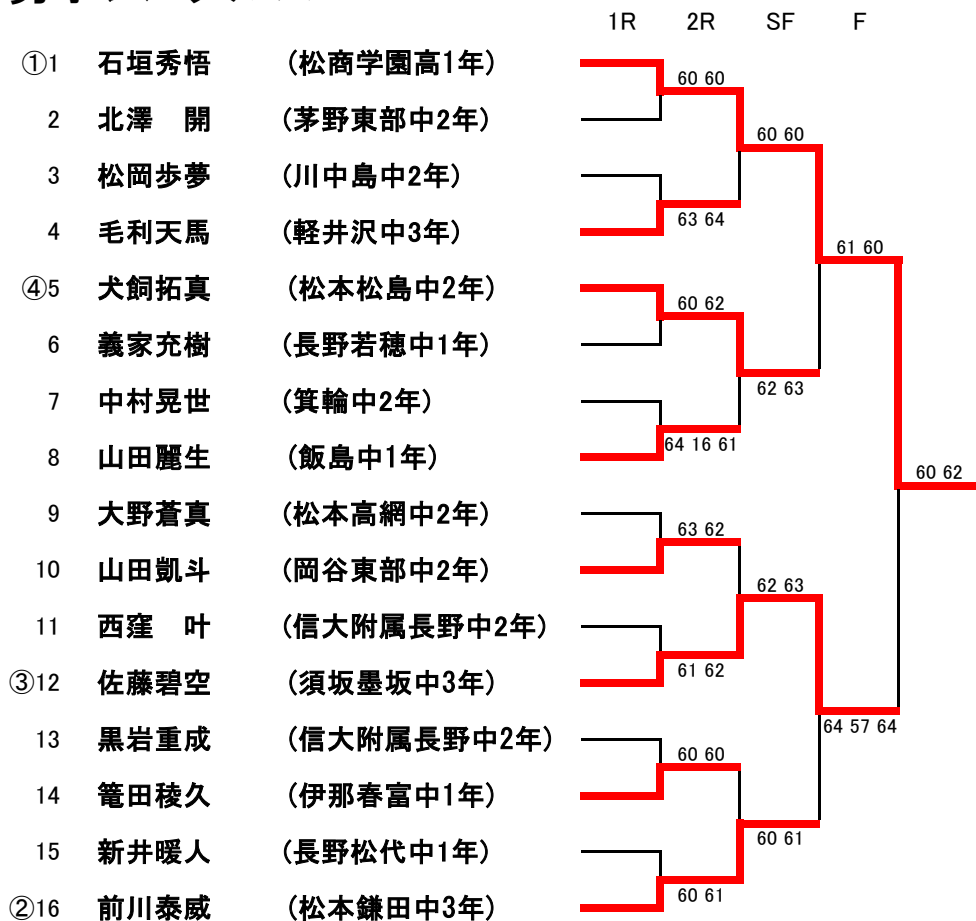 1R 2R SF F
①1 石垣秀悟 (松商学園高1年)
60 60
2 北澤 開 (茅野東部中2年)
60 60
3 松岡歩夢 (川中島中2年)
63 64
4 毛利天馬 (軽井沢中3年)
61 60
④5 犬飼拓真 (松本松島中2年)
60 62
6 義家充樹 (長野若穂中1年)
62 63
7 中村晃世 (箕輪中2年)
64 16 61
8 山田麗生 (飯島中1年)
60 62
9 大野蒼真 (松本高綱中2年)
63 62
10 山田凱斗 (岡谷東部中2年)
62 63
11 西窪 叶 (信大附属長野中2年)
61 62
③12 佐藤碧空 (須坂墨坂中3年)
64 57 64
13 黒岩重成 (信大附属長野中2年)
60 60
14 篭田稜久 (伊那春富中1年)
60 61
15 新井暖人 (長野松代中1年)
60 61
②16 前川泰威 (松本鎌田中3年)